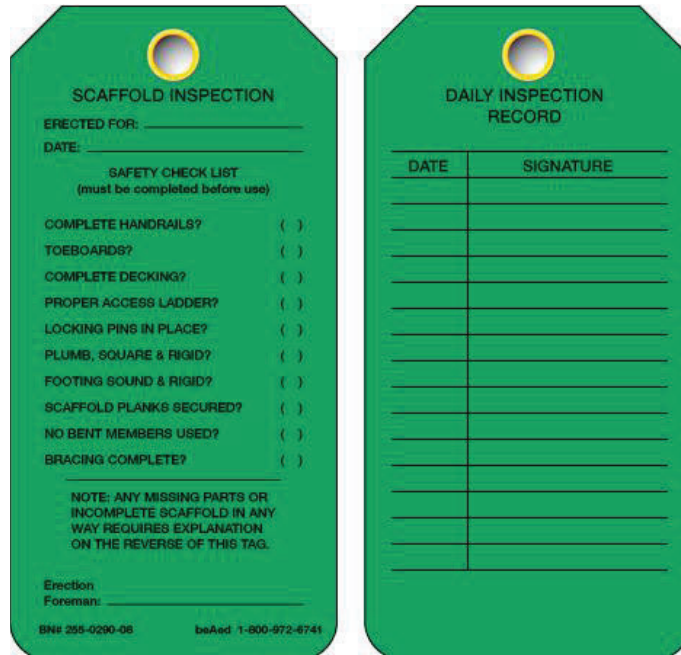 SCAFFOLD INSPECTION
ERECTED FOR:
DATE:
SAFETY CHECK LIST
(must be completed before use)
COMPLETE HANDRAILS? ( )
TOEBOARDS? ( )
COMPLETE DECKING? ( )
PROPER ACCESS LADDER? ( )
LOCKING PINS IN PLACE? ( )
PLUMB, SQUARE & RIGID? ( )
FOOTING SOUND & RIGID? ( )
SCAFFOLD PLANKS SECURED? ( )
NO BENT MEMBERS USED? ( )
BRACING COMPLETE? ( )
NOTE: ANY MISSING PARTS OR
INCOMPLETE SCAFFOLD IN ANY
WAY REQUIRES EXPLANATION
ON THE REVERSE OF THIS TAG.
Erection
Foreman:
BN# 255-0290-06 beAed 1-800-972-6741
DAILY INSPECTION
RECORD
DATE SIGNATURE